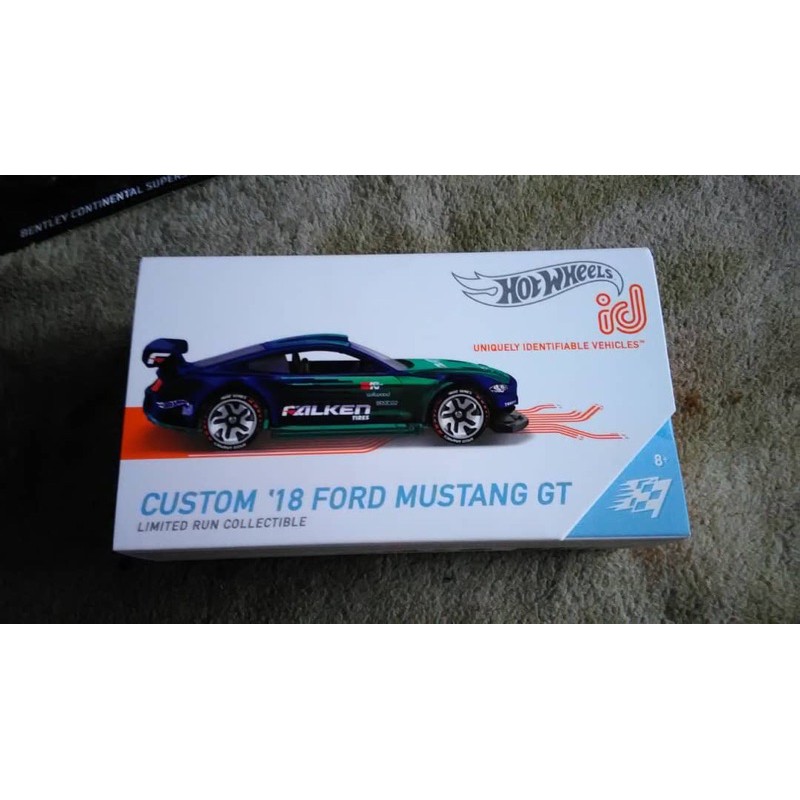 BENTLEY CONTINENTAL SUPERS
HOT WHEELS
id
UNIQUELY IDENTIFIABLE VEHICLES™
K&N
FALKEN
TIRES
8+
CUSTOM '18 FORD MUSTANG GT
LIMITED RUN COLLECTIBLE